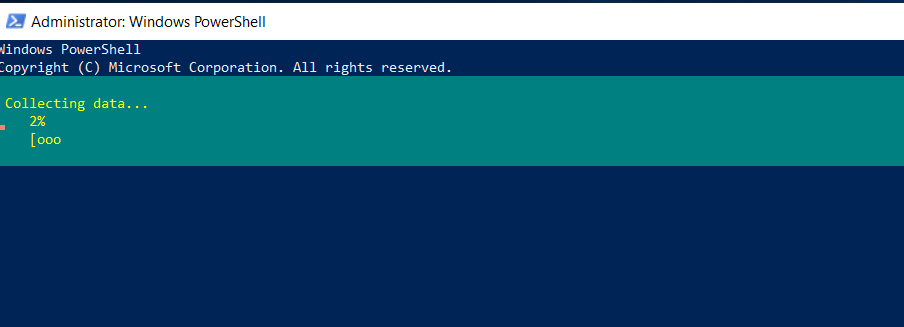 Administrator: Windows PowerShell
Windows PowerShell
Copyright (C) Microsoft Corporation. All rights reserved.
Collecting data...
2%
[ooo